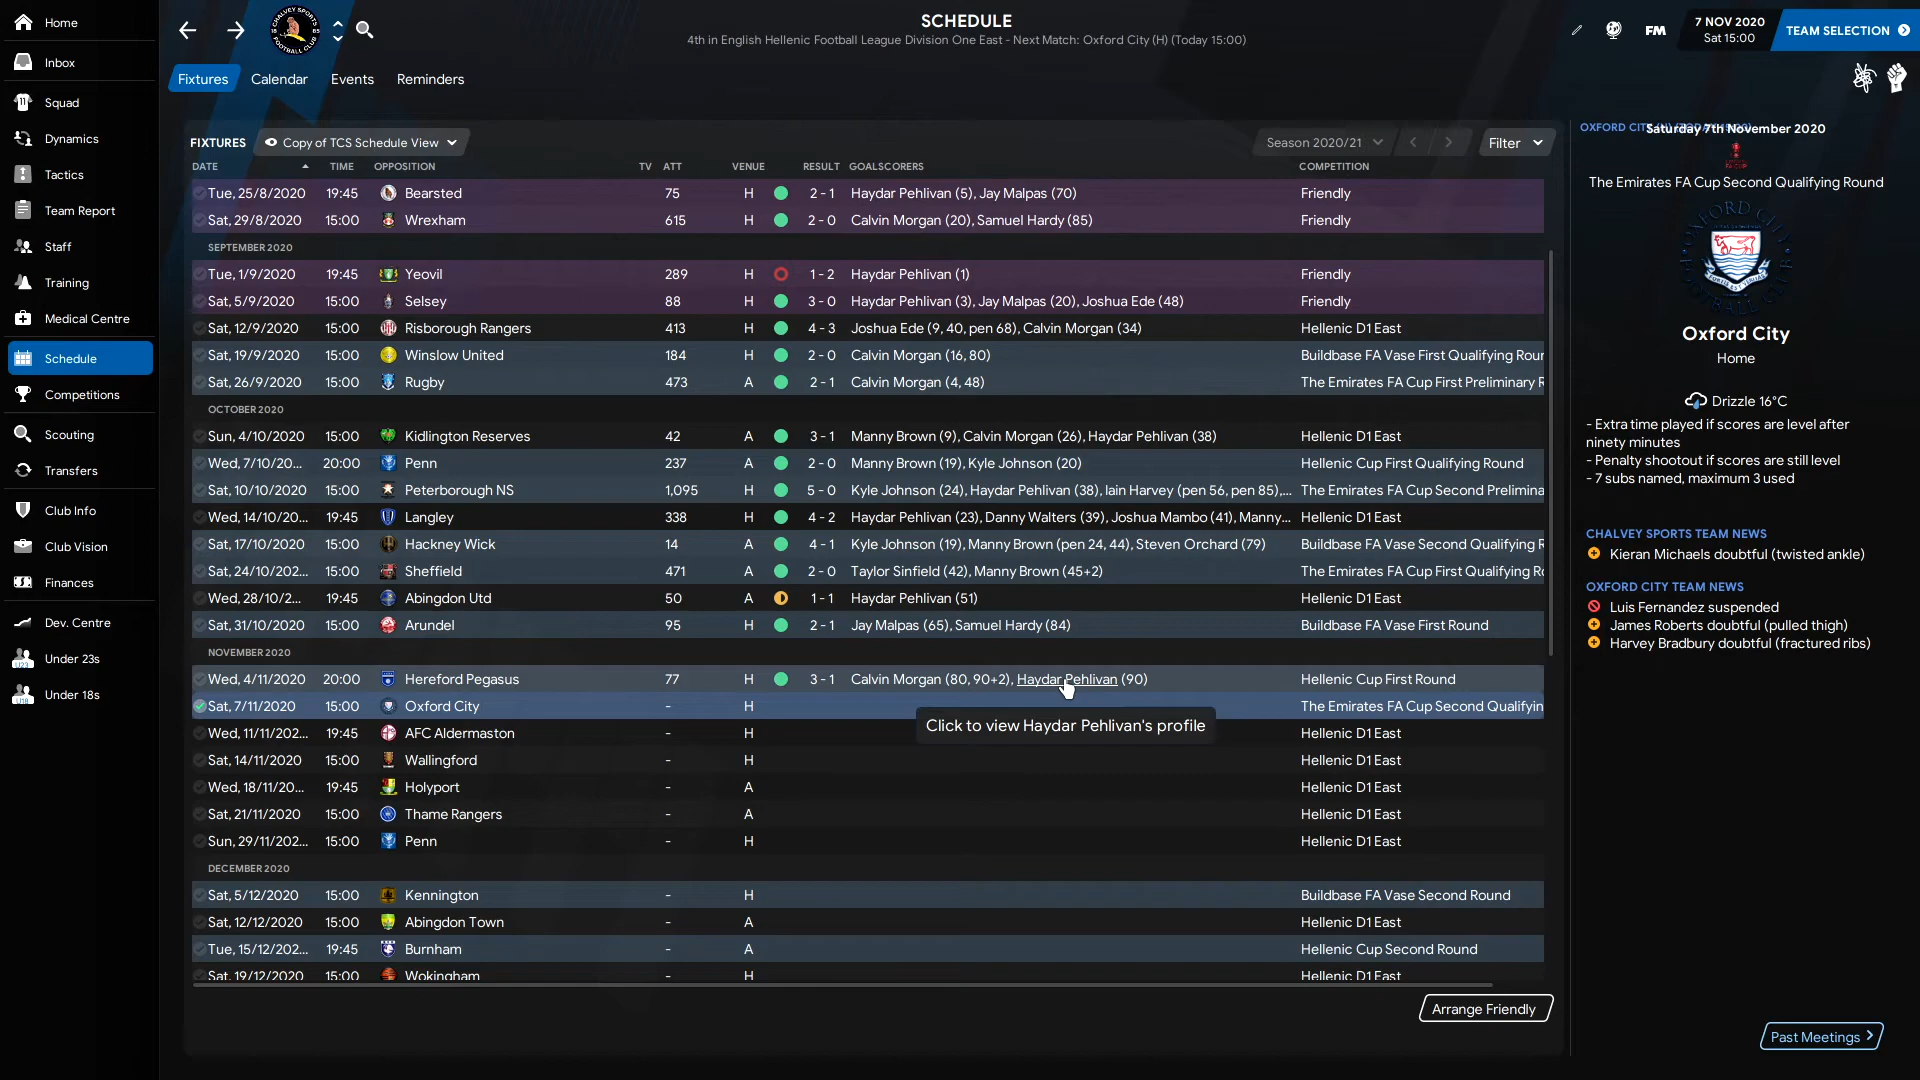 Home
Inbox
Squad
Dynamics
Tactics
Team Report
Staff
Training
Medical Centre
Schedule
Competitions
Scouting
Transfers
Club Info
Club Vision
Finances
Dev. Centre
Under 23s
Under 18s
CHALVEY SPORTS
FOOTBALL CLUB
SCHEDULE
4th in English Hellenic Football League Division One East - Next Match: Oxford City (H) (Today 15:00)
FM
7 NOV 2020
Sat 15:00
TEAM SELECTION
Fixtures Calendar Events Reminders
FIXTURES Copy of TCS Schedule View Season 2020/21 Filter
DATE TIME OPPOSITION TV ATT VENUE RESULT GOALSCORERS COMPETITION
Tue, 25/8/2020 19:45 Bearsted 75 H 2 - 1 Haydar Pehlivan (5), Jay Malpas (70) Friendly
Sat, 29/8/2020 15:00 Wrexham 615 H 2 - 0 Calvin Morgan (20), Samuel Hardy (85) Friendly
SEPTEMBER 2020
Tue, 1/9/2020 19:45 Yeovil 289 H 1 - 2 Haydar Pehlivan (1) Friendly
Sat, 5/9/2020 15:00 Selsey 88 H 3 - 0 Haydar Pehlivan (3), Jay Malpas (20), Joshua Ede (48) Friendly
Sat, 12/9/2020 15:00 Risborough Rangers 413 H 4 - 3 Joshua Ede (9, 40, pen 68), Calvin Morgan (34) Hellenic D1 East
Sat, 19/9/2020 15:00 Winslow United 184 H 2 - 0 Calvin Morgan (16, 80) Buildbase FA Vase First Qualifying Rour
Sat, 26/9/2020 15:00 Rugby 473 A 2 - 1 Calvin Morgan (4, 48) The Emirates FA Cup First Preliminary R
OCTOBER 2020
Sun, 4/10/2020 15:00 Kidlington Reserves 42 A 3 - 1 Manny Brown (9), Calvin Morgan (26), Haydar Pehlivan (38) Hellenic D1 East
Wed, 7/10/20... 20:00 Penn 237 A 2 - 0 Manny Brown (19), Kyle Johnson (20) Hellenic Cup First Qualifying Round
Sat, 10/10/2020 15:00 Peterborough NS 1,095 H 5 - 0 Kyle Johnson (24), Haydar Pehlivan (38), Iain Harvey (pen 56, pen 85),... The Emirates FA Cup Second Prelimina
Wed, 14/10/20... 19:45 Langley 338 H 4 - 2 Haydar Pehlivan (23), Danny Walters (39), Joshua Mambo (41), Manny... Hellenic D1 East
Sat, 17/10/2020 15:00 Hackney Wick 14 A 4 - 1 Kyle Johnson (19), Manny Brown (pen 24, 44), Steven Orchard (79) Buildbase FA Vase Second Qualifying R
Sat, 24/10/202... 15:00 Sheffield 471 A 2 - 0 Taylor Sinfield (42), Manny Brown (45+2) The Emirates FA Cup First Qualifying Ro
Wed, 28/10/2... 19:45 Abingdon Utd 50 A 1 - 1 Haydar Pehlivan (51) Hellenic D1 East
Sat, 31/10/2020 15:00 Arundel 95 H 2 - 1 Jay Malpas (65), Samuel Hardy (84) Buildbase FA Vase First Round
NOVEMBER 2020
Wed, 4/11/2020 20:00 Hereford Pegasus 77 H 3 - 1 Calvin Morgan (80, 90+2), Haydar Pehlivan (90) Hellenic Cup First Round
Sat, 7/11/2020 15:00 Oxford City - H The Emirates FA Cup Second Qualifyin
Click to view Haydar Pehlivan's profile
Wed, 11/11/202... 19:45 AFC Aldermaston - H Hellenic D1 East
Sat, 14/11/2020 15:00 Wallingford - H Hellenic D1 East
Wed, 18/11/20... 19:45 Holyport - A Hellenic D1 East
Sat, 21/11/2020 15:00 Thame Rangers - A Hellenic D1 East
Sun, 29/11/202... 15:00 Penn - H Hellenic D1 East
DECEMBER 2020
Sat, 5/12/2020 15:00 Kennington - H Buildbase FA Vase Second Round
Sat, 12/12/2020 15:00 Abingdon Town - A Hellenic D1 East
Tue, 15/12/202... 19:45 Burnham - A Hellenic Cup Second Round
Sat, 19/12/2020 15:00 Wokingham - H Hellenic D1 East
Arrange Friendly
OXFORD CITY
Saturday 7th November 2020
The Emirates FA Cup Second Qualifying Round
OXFORD CITY
FOOTBALL CLUB
Oxford City
Home
Drizzle 16°C
- Extra time played if scores are level after
ninety minutes
- Penalty shootout if scores are still level
- 7 subs named, maximum 3 used
CHALVEY SPORTS TEAM NEWS
Kieran Michaels doubtful (twisted ankle)
OXFORD CITY TEAM NEWS
Luis Fernandez suspended
James Roberts doubtful (pulled thigh)
Harvey Bradbury doubtful (fractured ribs)
Past Meetings